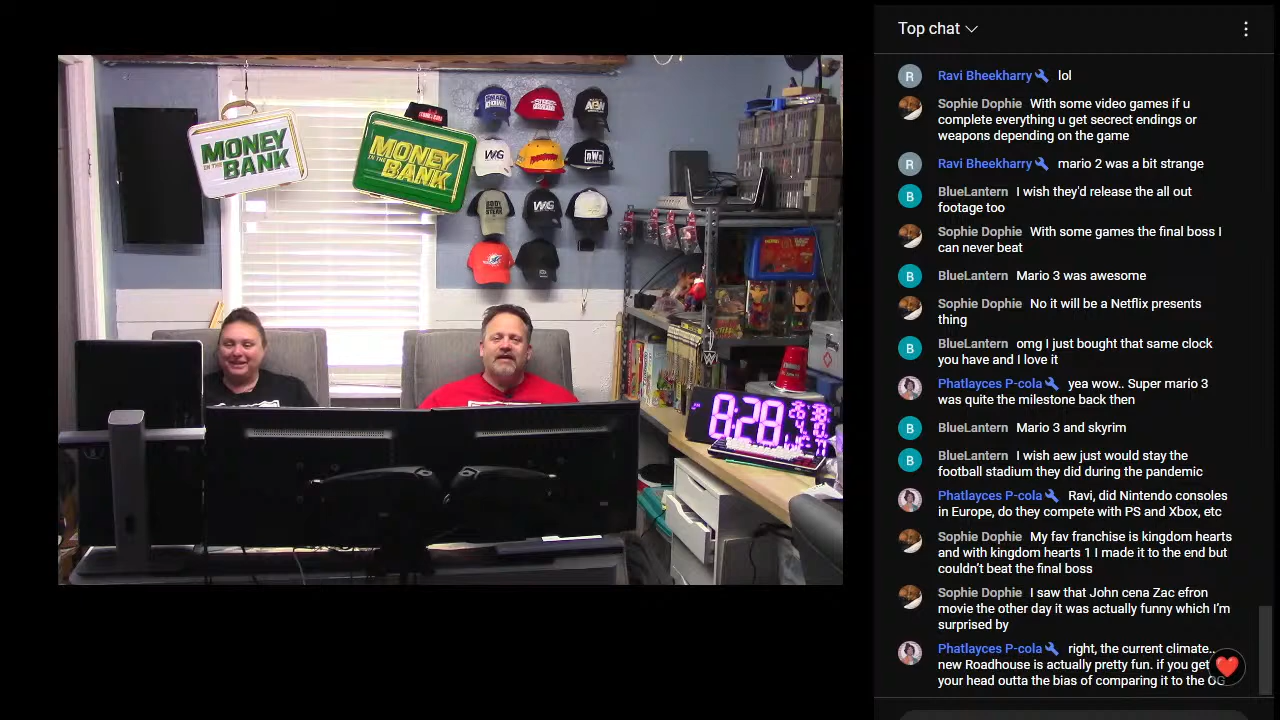 Top chat
MONEY
IN THE
BANK
MONEY
IN THE
BANK
W&G
nWo
W&G
8:28
Ravi Bheekharry lol
Sophie Dophie With some video games if u
complete everything u get secrect endings or
weapons depending on the game
Ravi Bheekharry mario 2 was a bit strange
BlueLantern I wish they'd release the all out
footage too
Sophie Dophie With some games the final boss I
can never beat
BlueLantern Mario 3 was awesome
Sophie Dophie No it will be a Netflix presents
thing
BlueLantern omg I just bought that same clock
you have and I love it
Phatlayces P-cola yea wow.. Super mario 3
was quite the milestone back then
BlueLantern Mario 3 and skyrim
BlueLantern I wish aew just would stay the
football stadium they did during the pandemic
Phatlayces P-cola Ravi, did Nintendo consoles
in Europe, do they compete with PS and Xbox, etc
Sophie Dophie My fav franchise is kingdom hearts
and with kingdom hearts 1 I made it to the end but
couldn't beat the final boss
Sophie Dophie I saw that John cena Zac efron
movie the other day it was actually funny which I'm
surprised by
Phatlayces P-cola right, the current climate..
new Roadhouse is actually pretty fun. if you get
your head outta the bias of comparing it to the OG